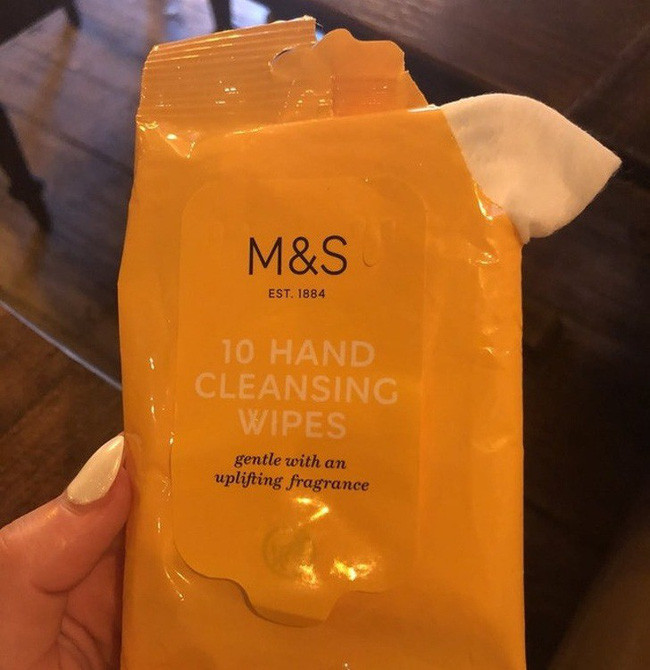 M&S
EST. 1884
10 HAND
CLEANSING
WIPES
gentle with an
uplifting fragrance